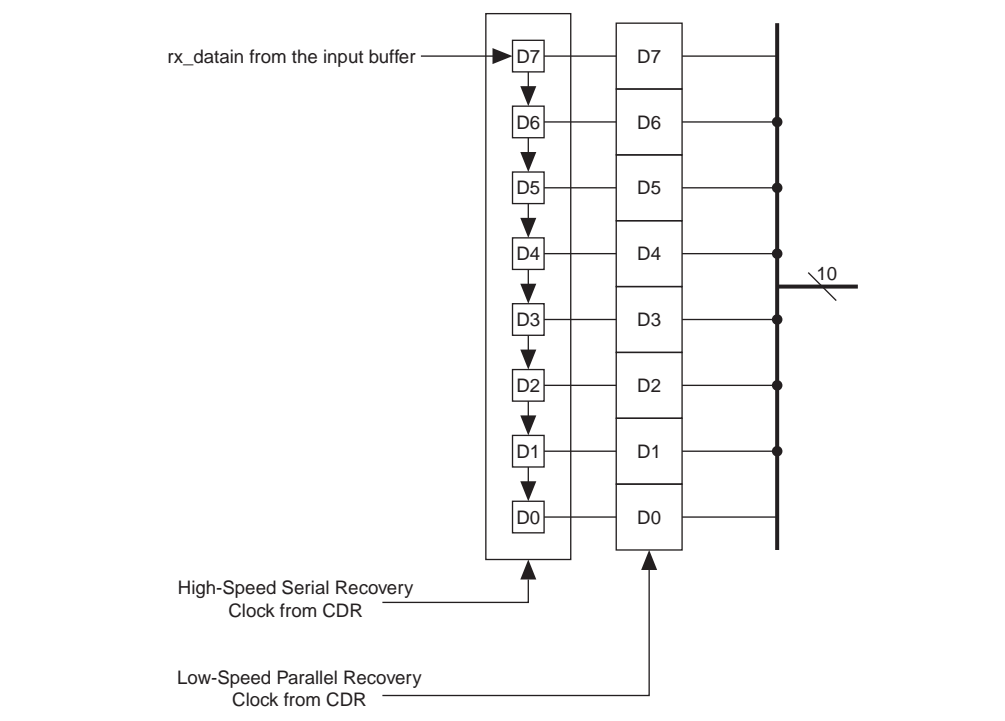 rx_datain from the input buffer
D7
D7
D6
D6
D5
D5
D4
D4
10
D3
D3
D2
D2
D1
D1
D0
D0
High-Speed Serial Recovery
Clock from CDR
Low-Speed Parallel Recovery
Clock from CDR